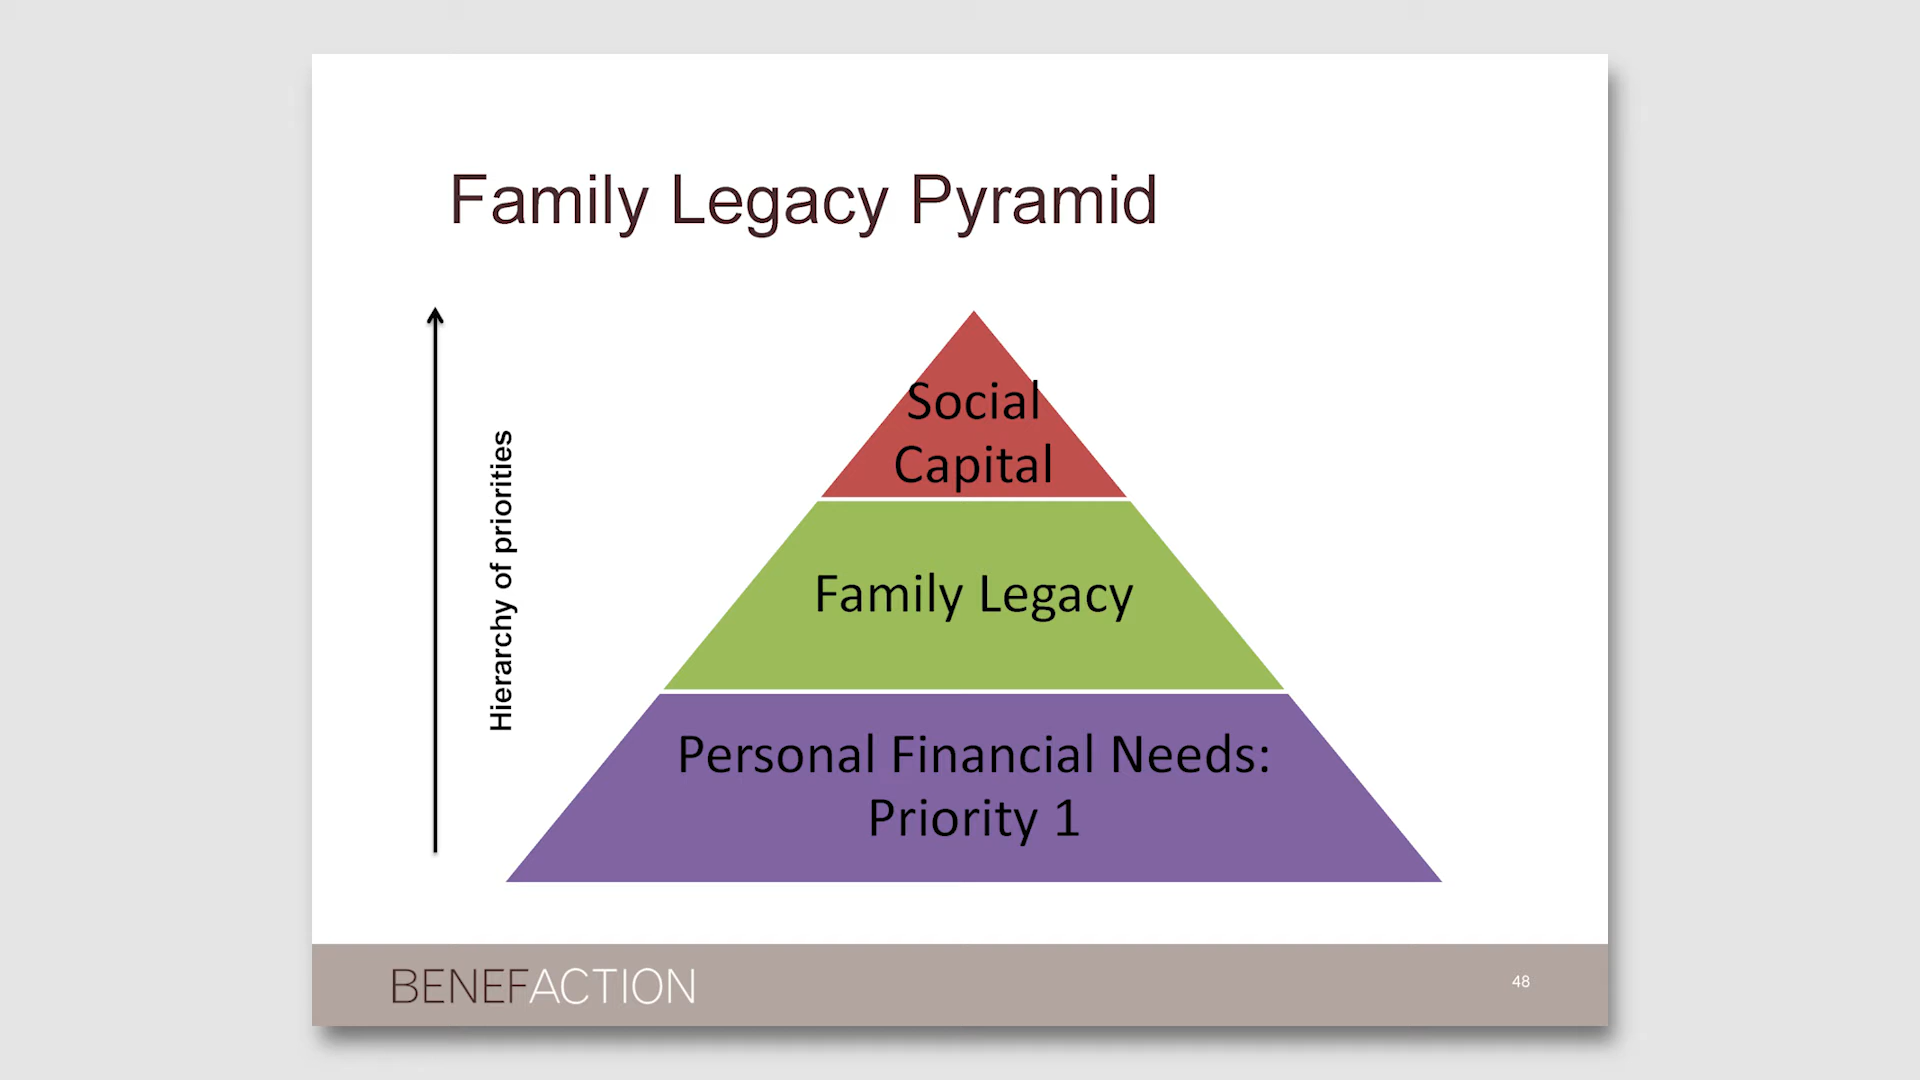 Family Legacy Pyramid
Hierarchy of priorities
Social
Capital
Family Legacy
Personal Financial Needs:
Priority 1
BENEFACTION
48